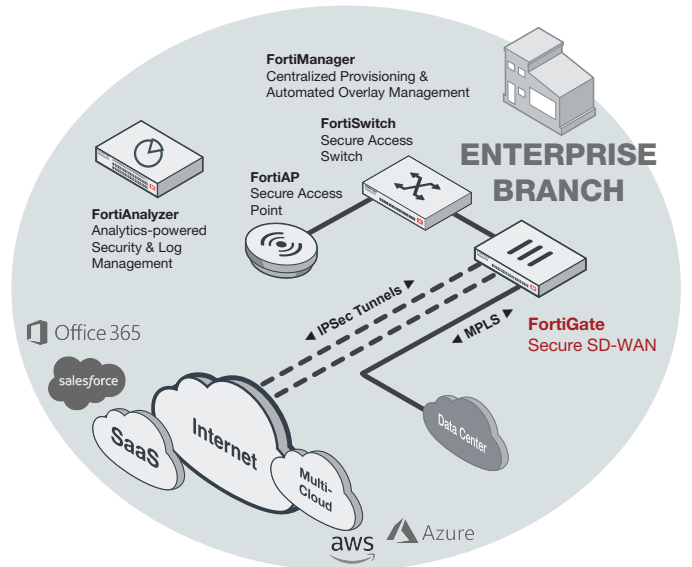 FortiManager
Centralized Provisioning &
Automated Overlay Management
FortiSwitch
Secure Access
Switch
ENTERPRISE
BRANCH
FortiAP
Secure Access
Point
FortiAnalyzer
Analytics-powered
Security & Log
Management
◄ IPSec Tunnels ►
◄ MPLS ►
FortiGate
Secure SD-WAN
Office 365
salesforce
SaaS
Internet
Multi-
Cloud
Data Center
aws
Azure